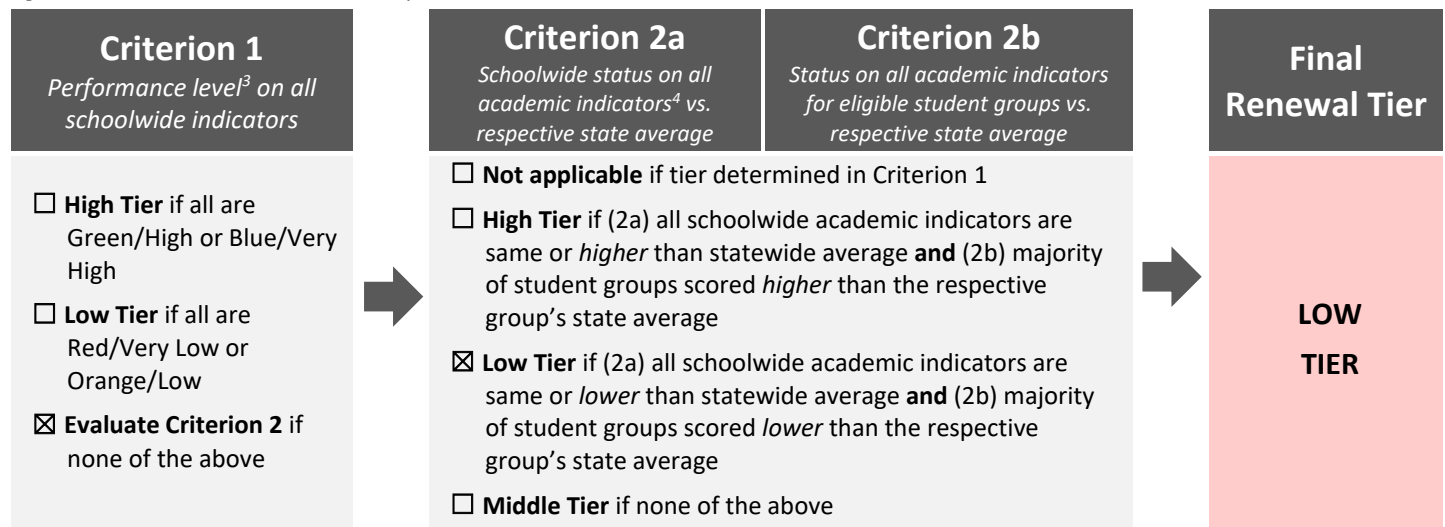 Criterion 1
Performance level³ on all
schoolwide indicators
☐ High Tier if all are
Green/High or Blue/Very
High
☐ Low Tier if all are
Red/Very Low or
Orange/Low
☒ Evaluate Criterion 2 if
none of the above
Criterion 2a
Schoolwide status on all
academic indicators⁴ vs.
respective state average
Criterion 2b
Status on all academic indicators
for eligible student groups vs.
respective state average
☐ Not applicable if tier determined in Criterion 1
☐ High Tier if (2a) all schoolwide academic indicators are
same or higher than statewide average and (2b) majority
of student groups scored higher than the respective
group’s state average
☒ Low Tier if (2a) all schoolwide academic indicators are
same or lower than statewide average and (2b) majority
of student groups scored lower than the respective
group’s state average
☐ Middle Tier if none of the above
Final
Renewal Tier
LOW
TIER